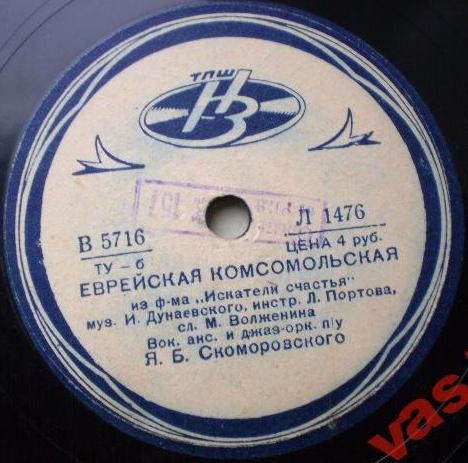 ТПШ
НЗ
В 5716
Л 1476
ТУ-6
ЦЕНА 4 руб.
ЕВРЕЙСКАЯ КОМСОМОЛЬСКАЯ
из ф-ма „Искатели счастья"
муз. И. Дунаевского, инстр. Л. Портова,
сл. М. Волженина
Вок. анс. и джаз-орк. п/у
Я. Б. Скоморовского
vas